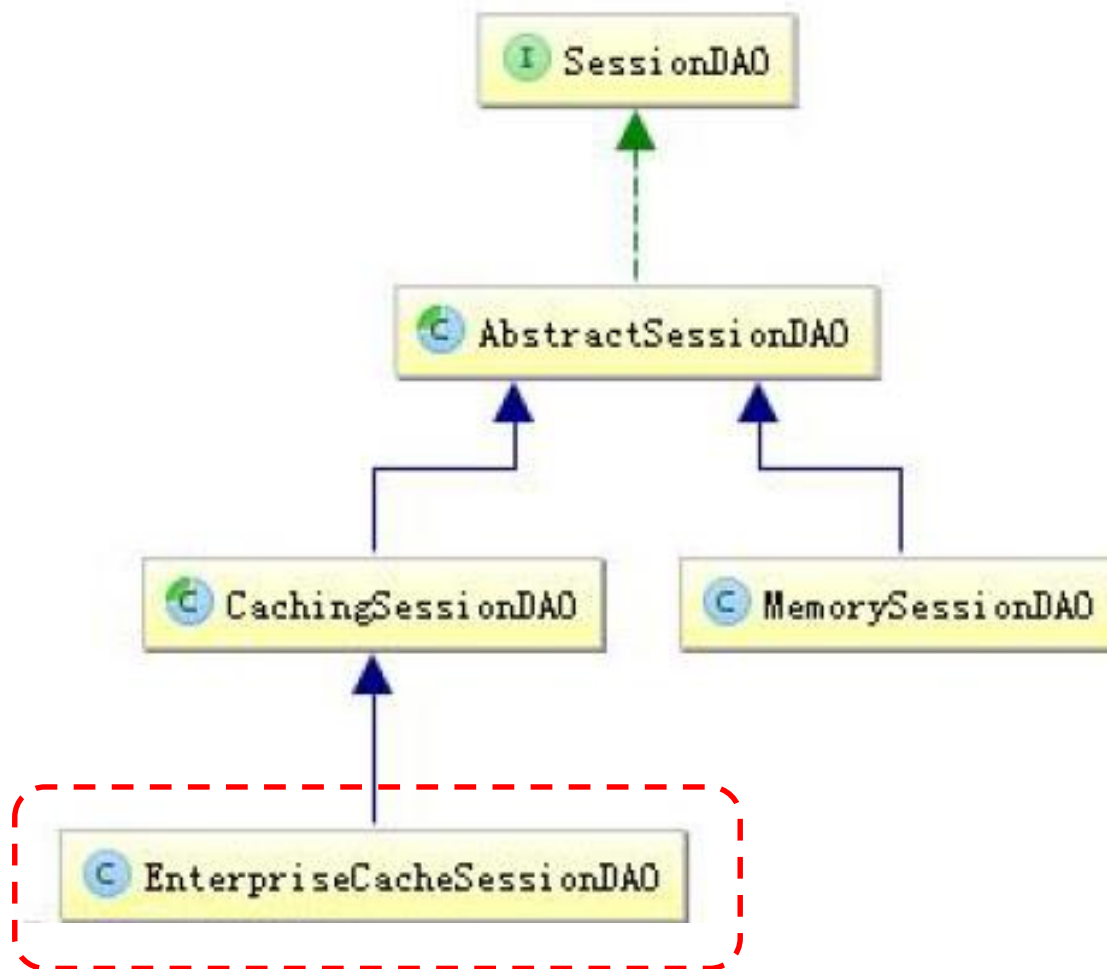 I SessionDAO
C AbstractSessionDAO
C CachingSessionDAO
C MemorySessionDAO
C EnterpriseCacheSessionDAO